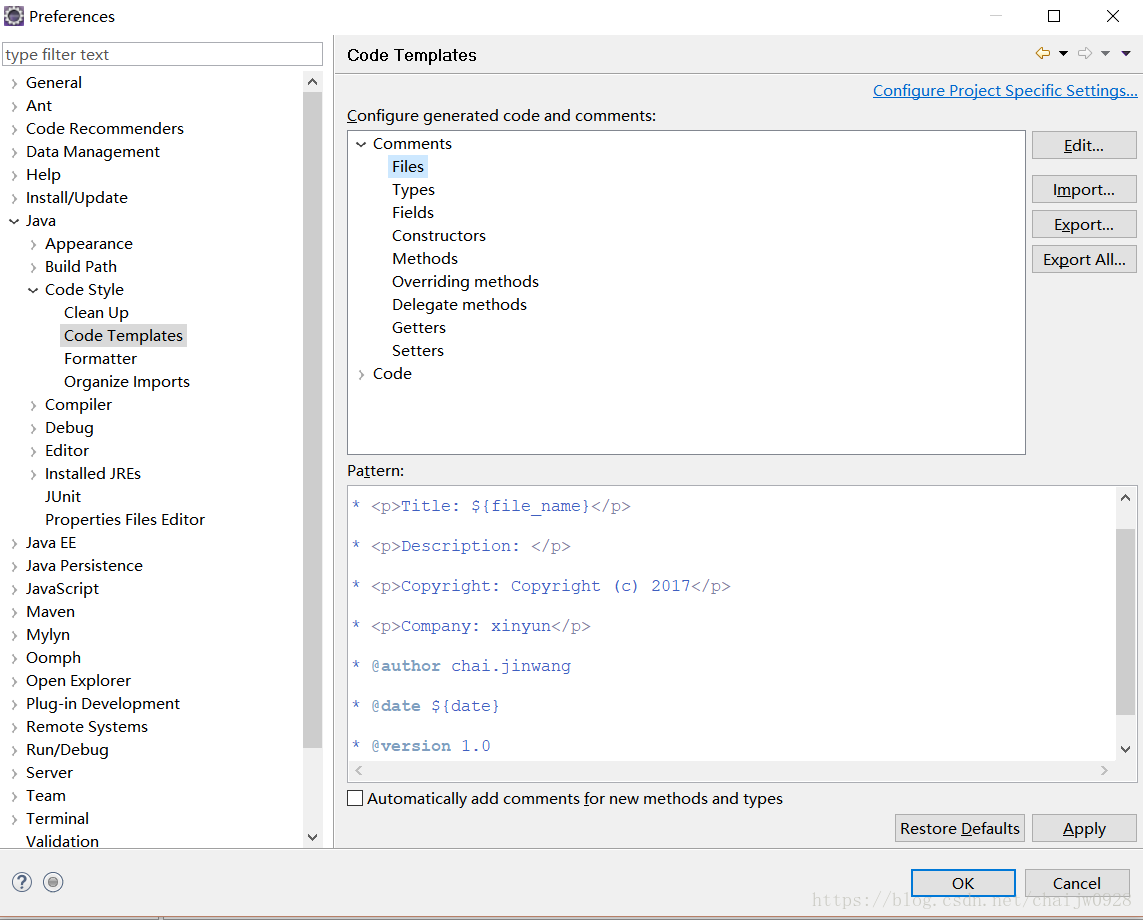 Preferences
type filter text
General
Ant
Code Recommenders
Data Management
Help
Install/Update
Java
Appearance
Build Path
Code Style
Clean Up
Code Templates
Formatter
Organize Imports
Compiler
Debug
Editor
Installed JREs
JUnit
Properties Files Editor
Java EE
Java Persistence
JavaScript
Maven
Mylyn
Oomph
Open Explorer
Plug-in Development
Remote Systems
Run/Debug
Server
Team
Terminal
Validation
Code Templates
Configure Project Specific Settings...
Configure generated code and comments:
Comments
Files
Types
Fields
Constructors
Methods
Overriding methods
Delegate methods
Getters
Setters
Code
Edit...
Import...
Export...
Export All...
Pattern:
* <p>Title: ${file_name}</p>
* <p>Description: </p>
* <p>Copyright: Copyright (c) 2017</p>
* <p>Company: xinyun</p>
* @author chai.jinwang
* @date ${date}
* @version 1.0
Automatically add comments for new methods and types
Restore Defaults
Apply
OK
Cancel
https://blog.csdn.net/chaijw0928